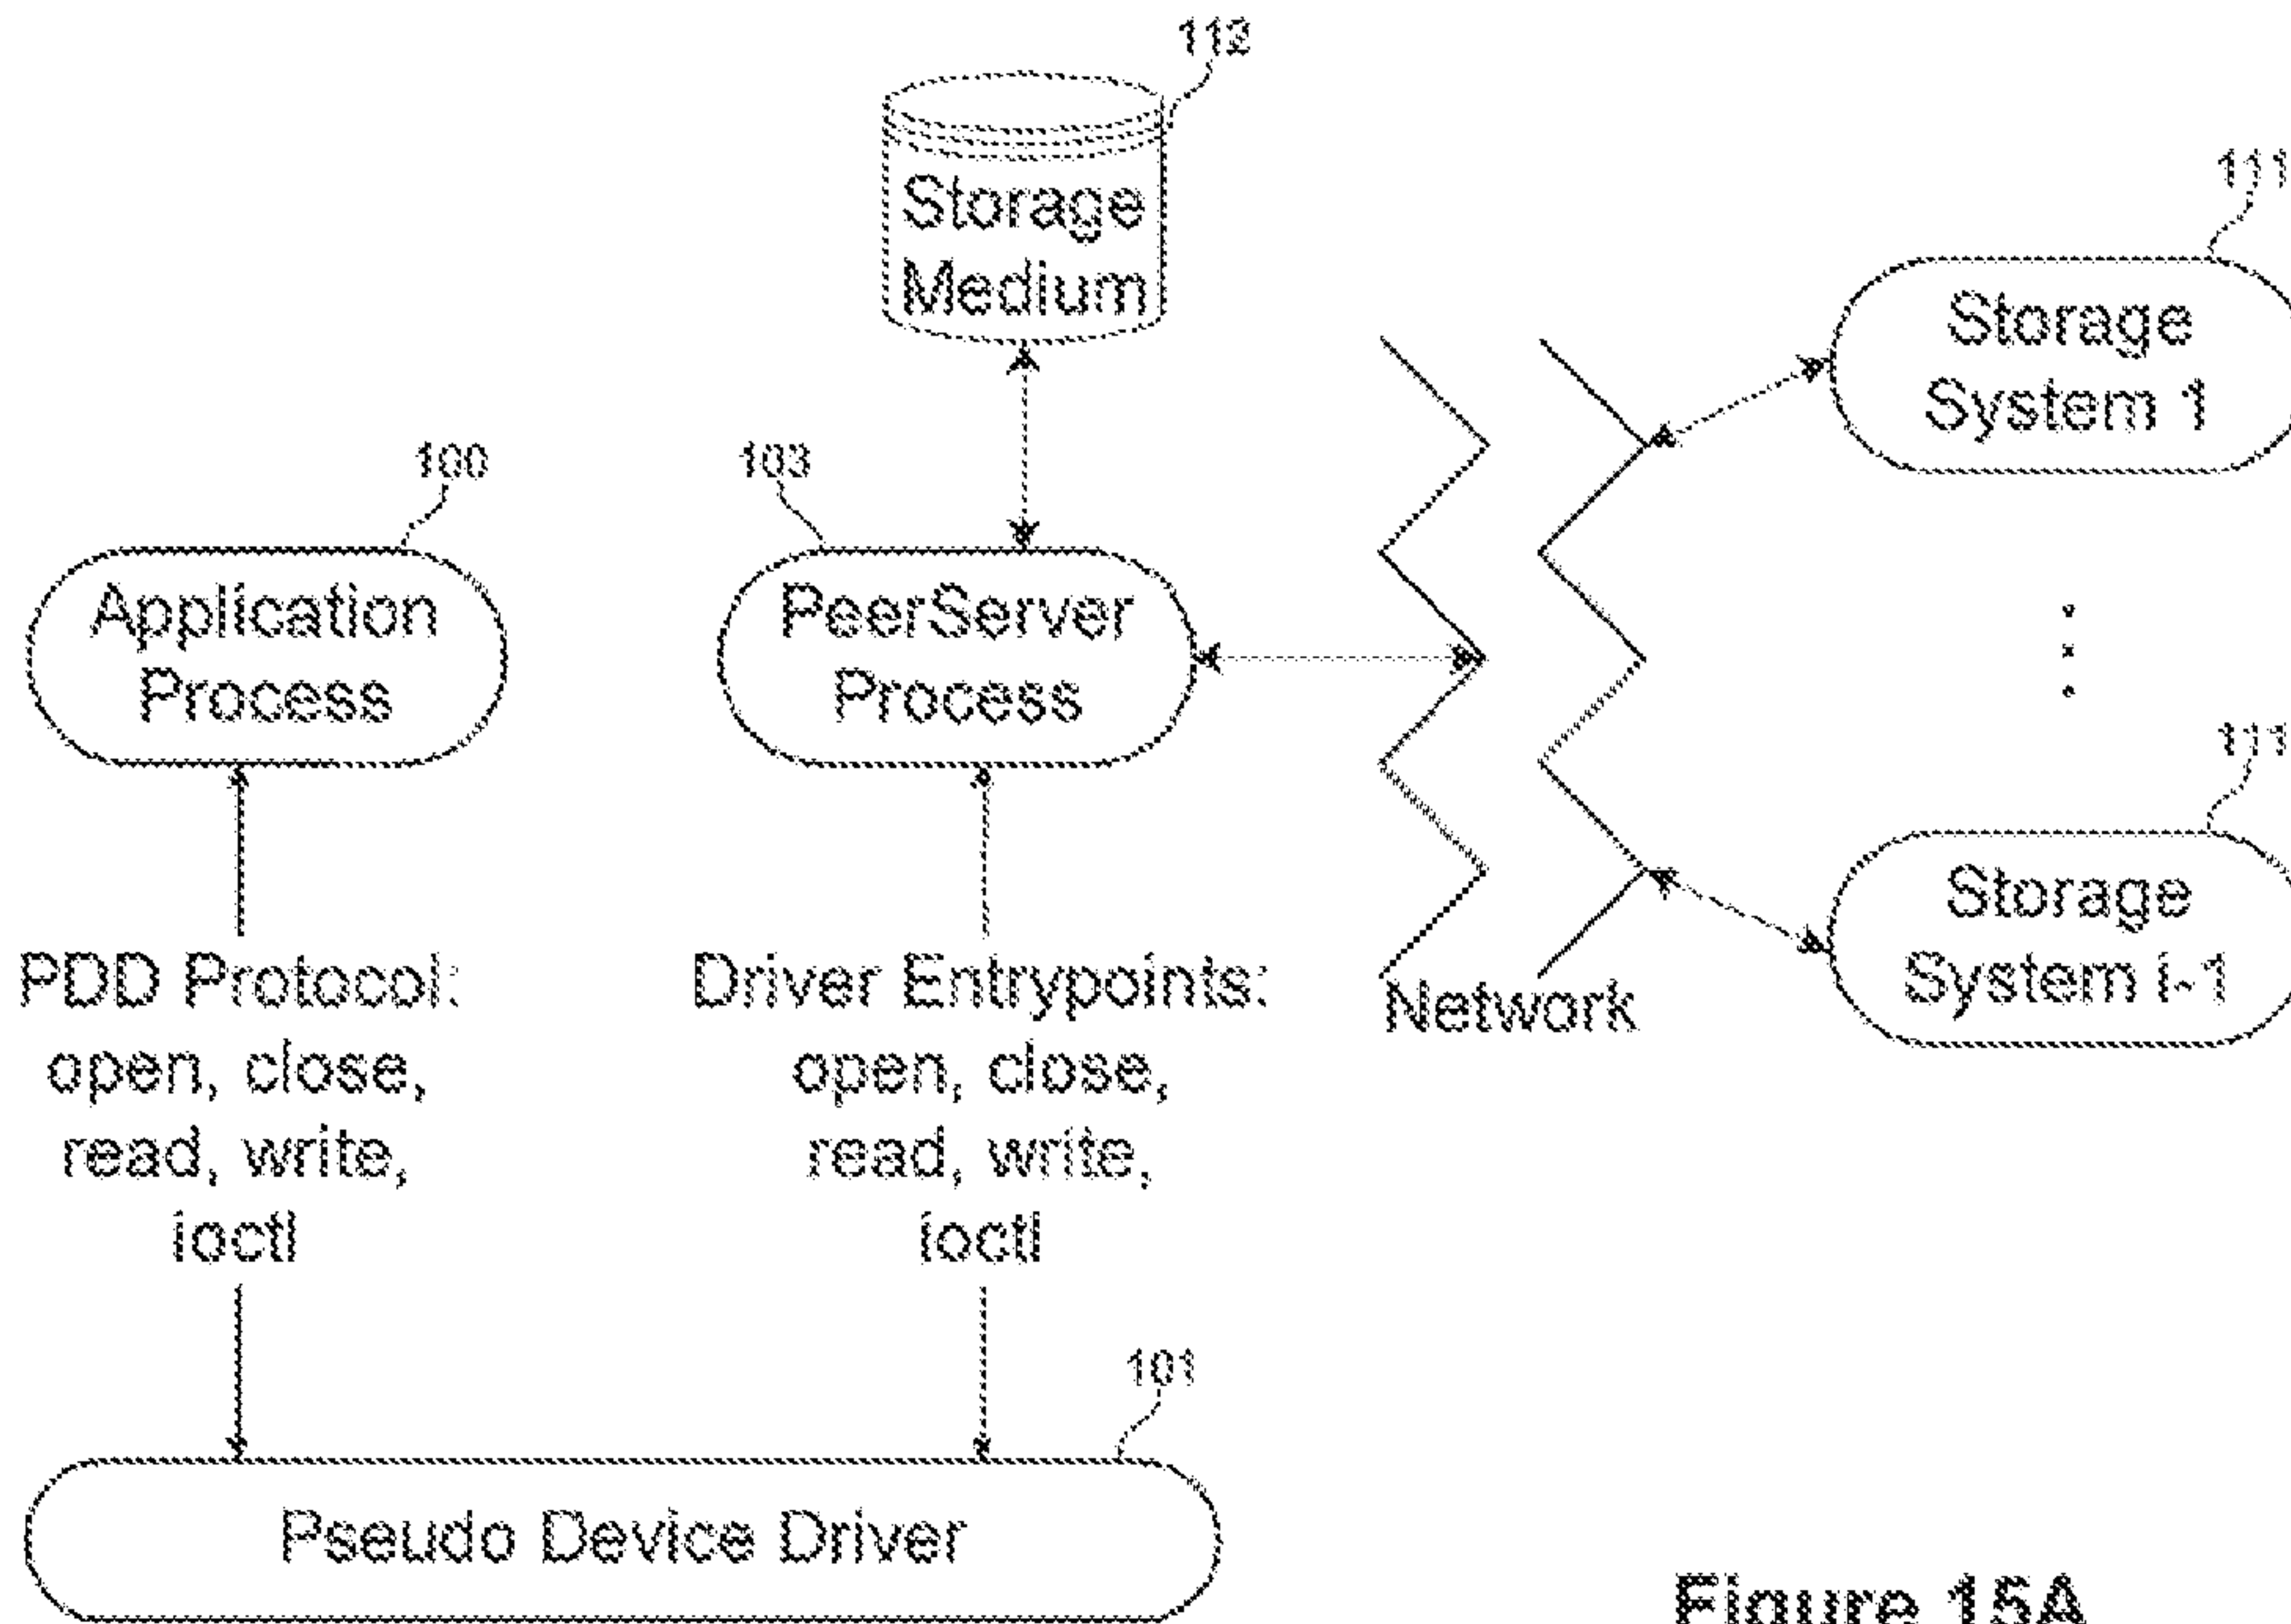 112
Storage
Medium
111
Storage
System 1
100
103
Application
Process
PeerServer
Process
111
Storage
System i-1
PDD Protocol:
open, close,
read, write,
ioctl
Driver Entrypoints:
open, close,
read, write,
ioctl
Network
101
Pseudo Device Driver
Figure 15A